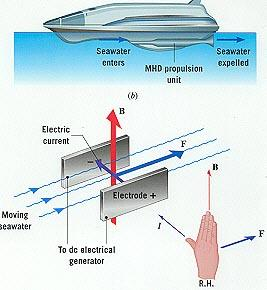 Seawater
enters
MHD propulsion
unit
Seawater
expelled
(b)
B
Electric
current
F
−
Electrode +
Moving
seawater
To dc electrical
generator
B
I
F
R.H.